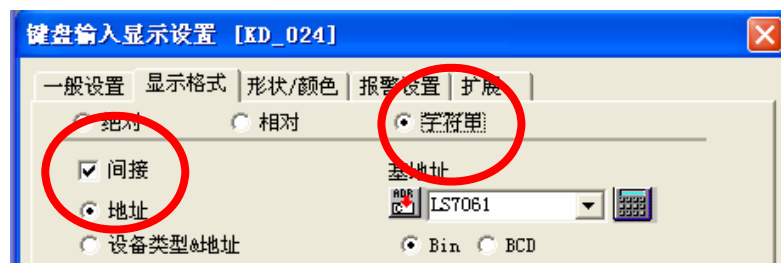 键盘输入显示设置 [KD_024]
一般设置 显示格式 形状/颜色 报警设置 扩展
绝对 相对 字符串
间接 基地址
ADR LS7061
地址
设备类型&地址 Bin BCD